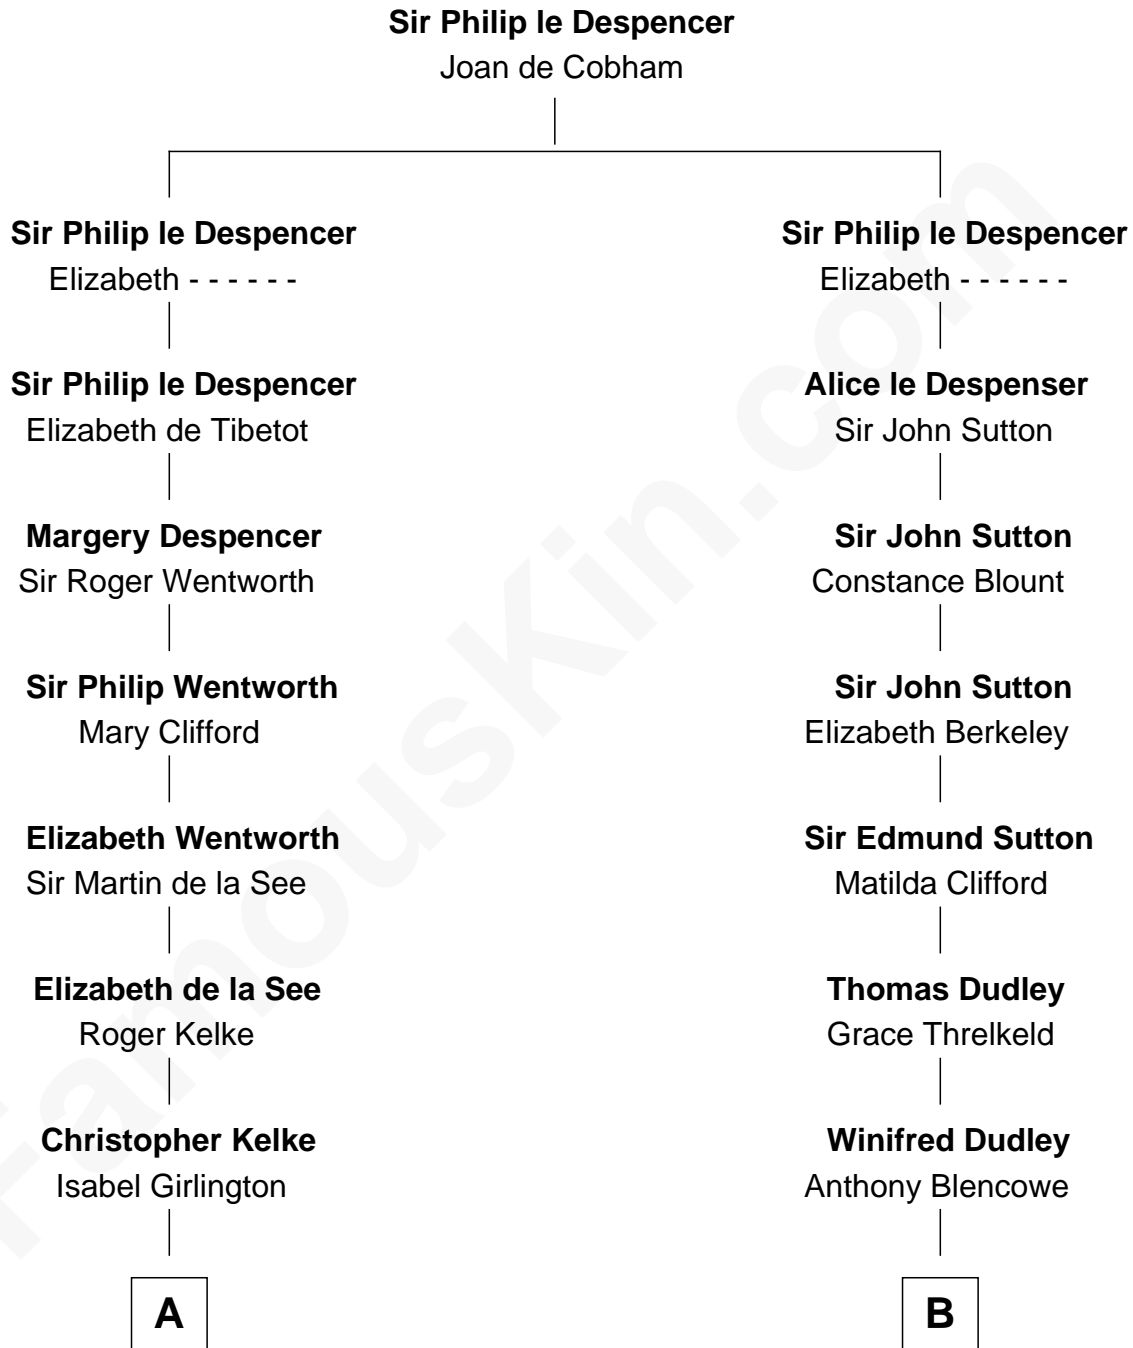 Sir Philip le Despencer
Joan de Cobham
Sir Philip le Despencer
Elizabeth - - - - - -
Sir Philip le Despencer
Elizabeth de Tibetot
Margery Despencer
Sir Roger Wentworth
Sir Philip Wentworth
Mary Clifford
Elizabeth Wentworth
Sir Martin de la See
Elizabeth de la See
Roger Kelke
Christopher Kelke
Isabel Girlington
A
Sir Philip le Despencer
Elizabeth - - - - - -
Alice le Despenser
Sir John Sutton
Sir John Sutton
Constance Blount
Sir John Sutton
Elizabeth Berkeley
Sir Edmund Sutton
Matilda Clifford
Thomas Dudley
Grace Threlkeld
Winifred Dudley
Anthony Blencowe
B
FamousKin.com